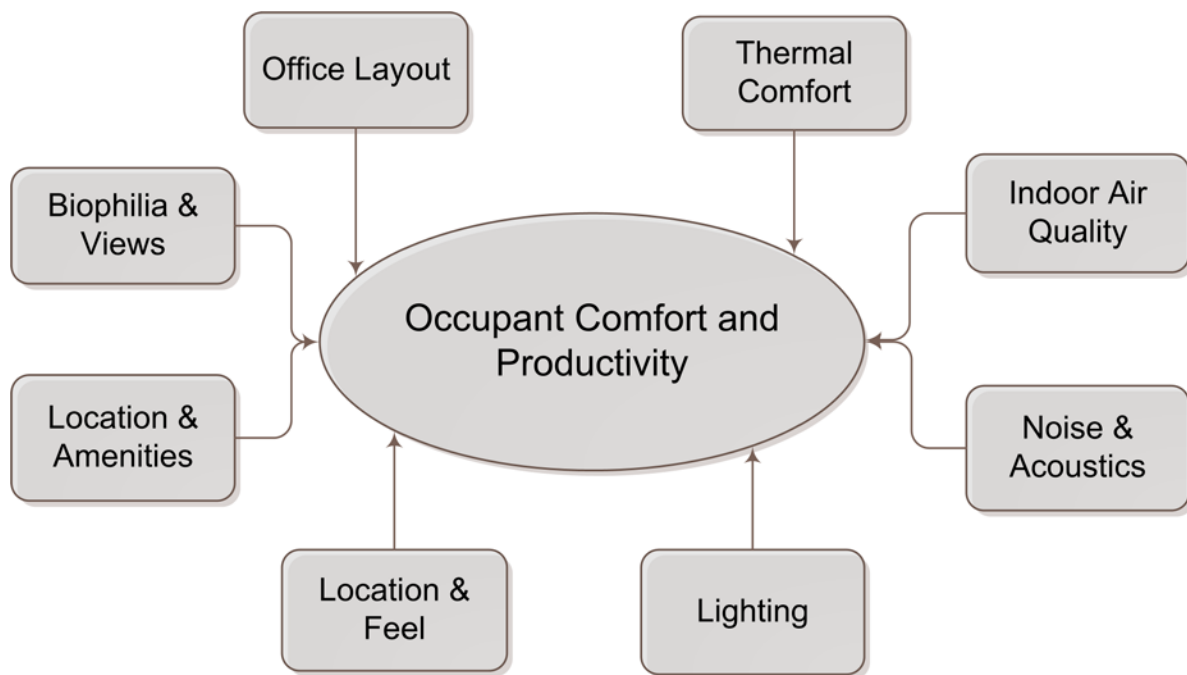 Office Layout
Thermal
Comfort
Biophilia &
Views
Indoor Air
Quality
Occupant Comfort and
Productivity
Location &
Amenities
Noise &
Acoustics
Location &
Feel
Lighting